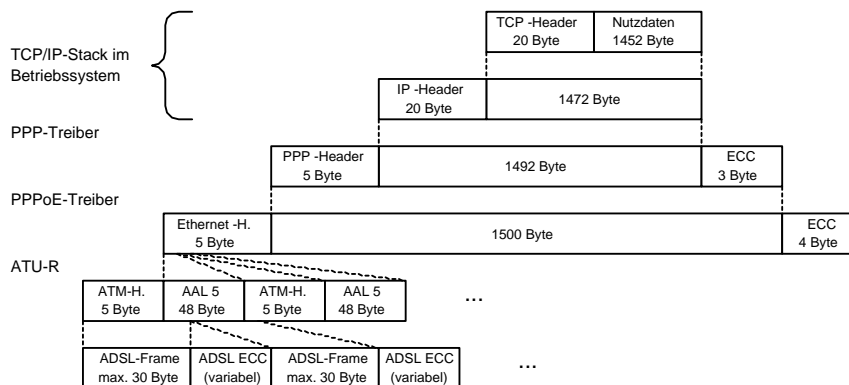 TCP -Header
20 Byte
Nutzdaten
1452 Byte
TCP/IP-Stack im
Betriebssystem
IP -Header
20 Byte
1472 Byte
PPP-Treiber
PPP -Header
5 Byte
1492 Byte
ECC
3 Byte
PPPoE-Treiber
Ethernet -H.
5 Byte
1500 Byte
ECC
4 Byte
ATU-R
ATM-H.
5 Byte
AAL 5
48 Byte
ATM-H.
5 Byte
AAL 5
48 Byte
...
ADSL-Frame
max. 30 Byte
ADSL ECC
(variabel)
ADSL-Frame
max. 30 Byte
ADSL ECC
(variabel)
...